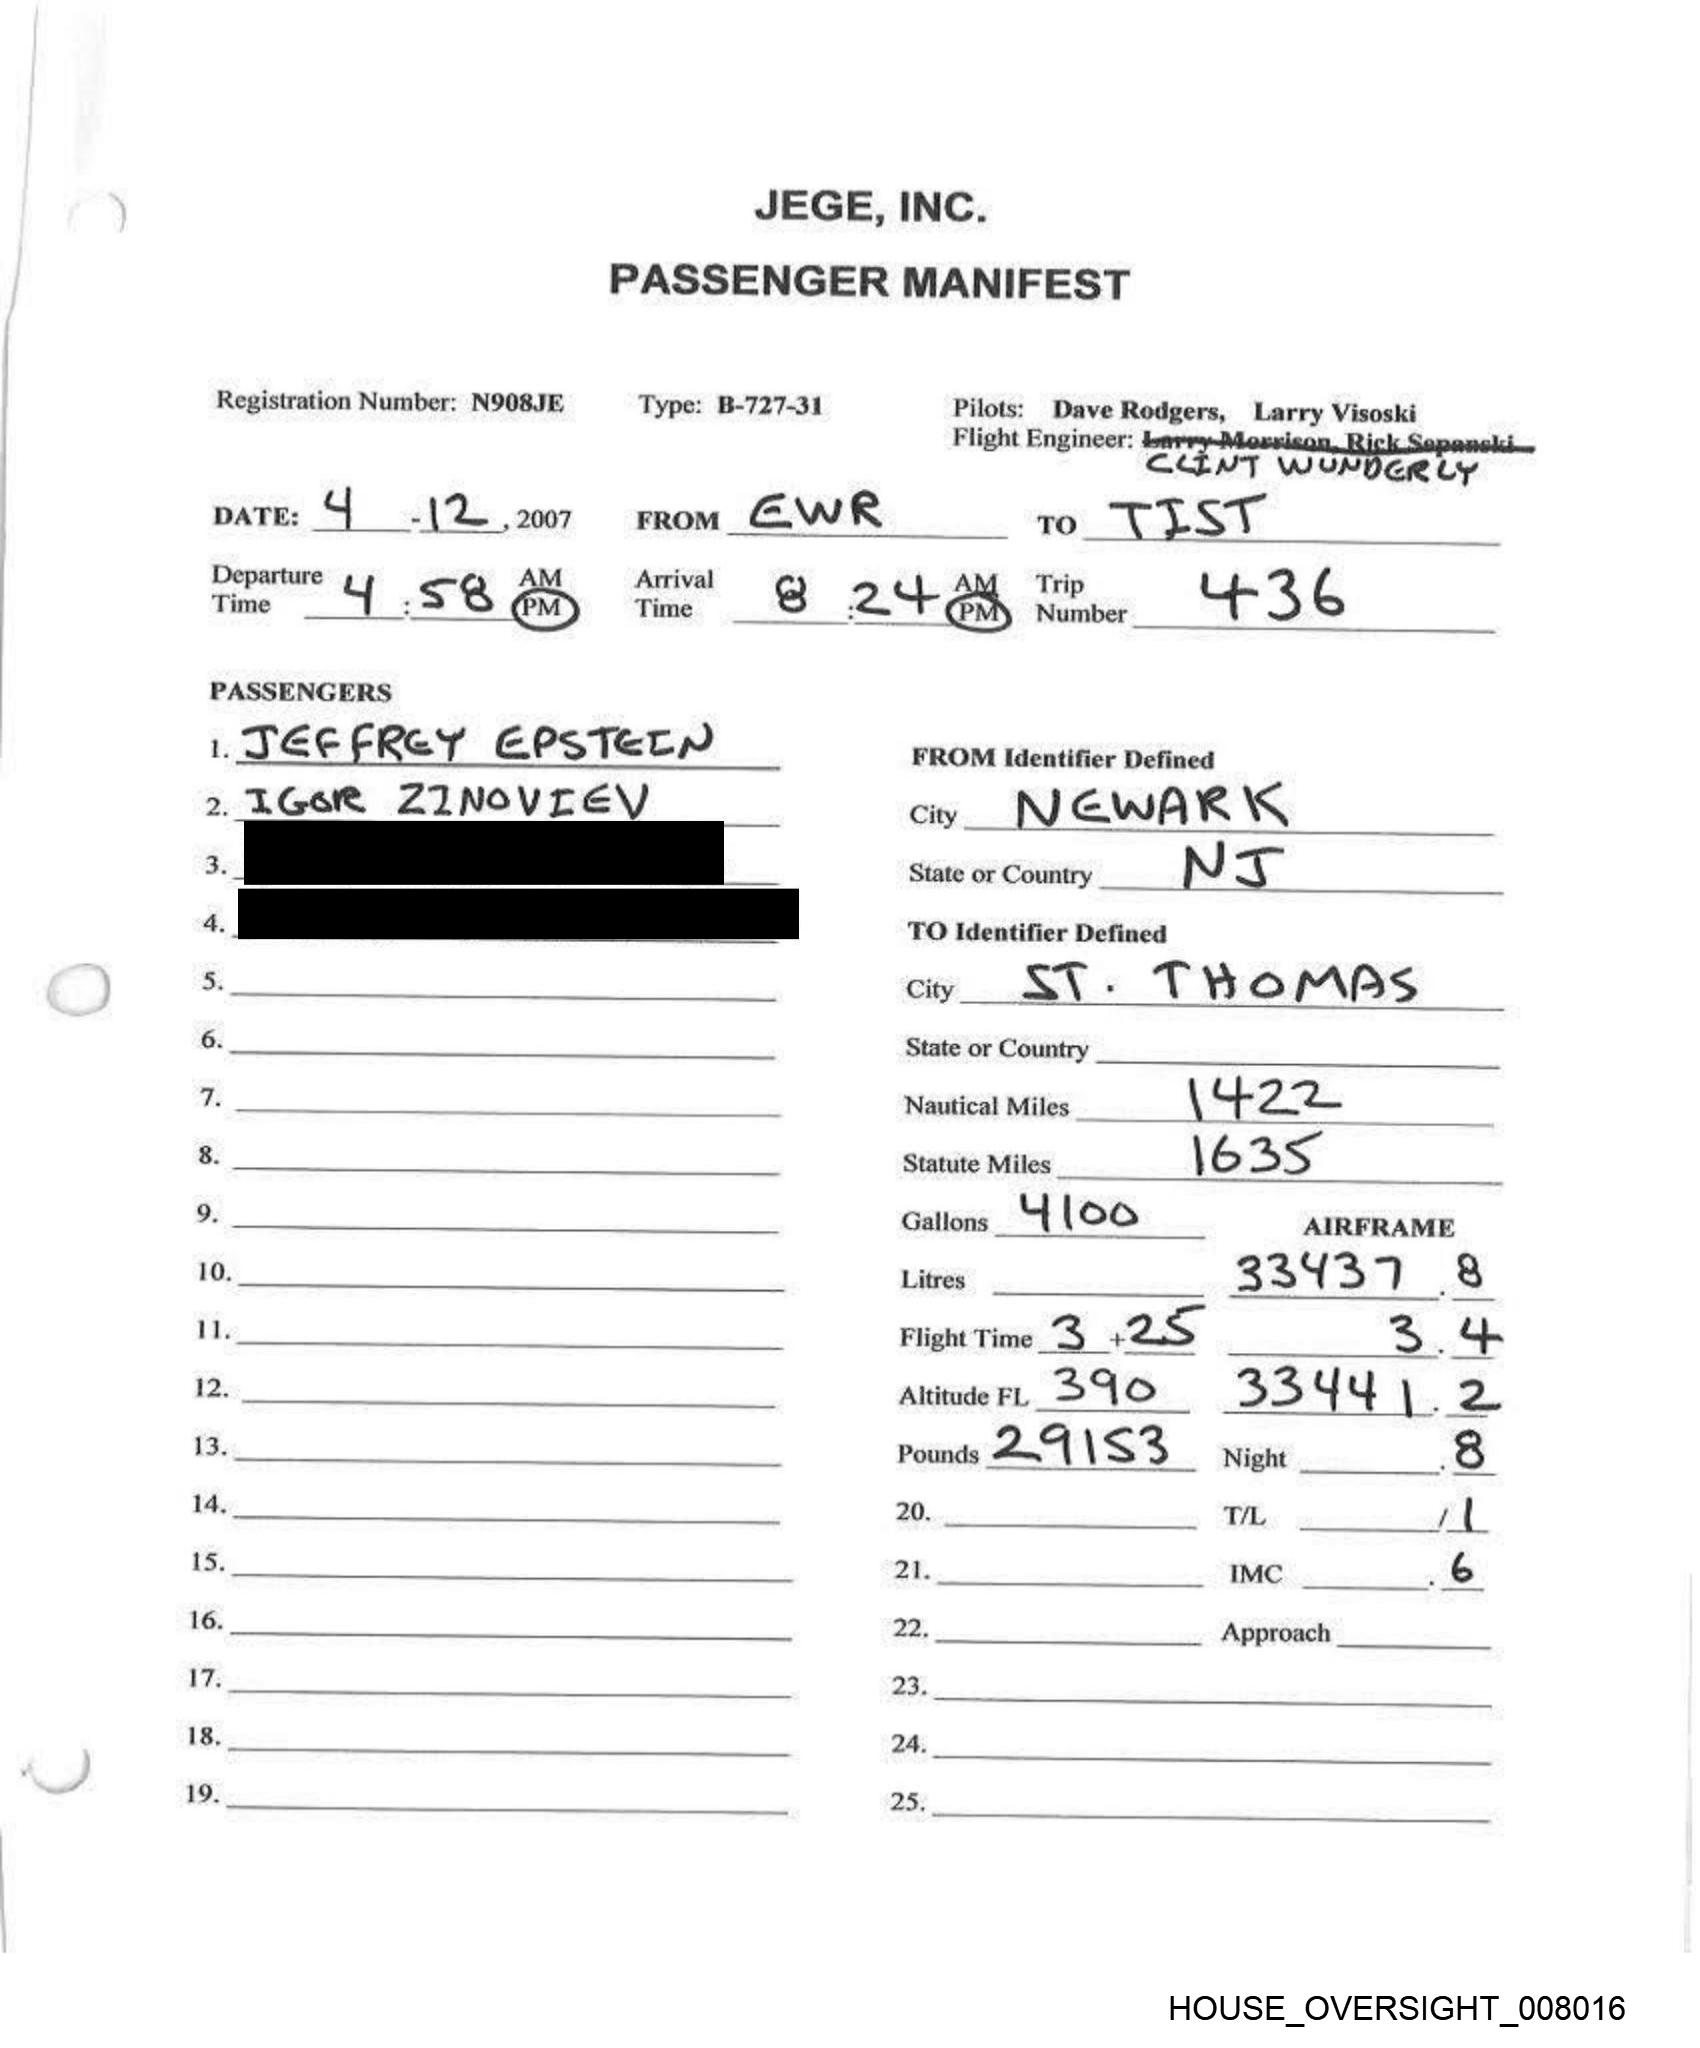 JEGE, INC.
PASSENGER MANIFEST
Registration Number: N908JE Type: B-727-31 Pilots: Dave Rodgers, Larry Visoski
Flight Engineer: Larry Morrison, Rick Sopanski
CLINT WUNDERLY
DATE: 4 -12, 2007 FROM EWR TO TIST
Departure Time 4:58 AM PM Arrival Time 8:24 AM PM Trip Number 436
PASSENGERS
1. JEFFREY EPSTEIN
2. IGOR ZINOVIEV
3.
4.
5.
6.
7.
8.
9.
10.
11.
12.
13.
14.
15.
16.
17.
18.
19.
FROM Identifier Defined
City NEWARK
State or Country NJ
TO Identifier Defined
City ST. THOMAS
State or Country
Nautical Miles 1422
Statute Miles 1635
Gallons 4100 AIRFRAME
Litres 33437.8
Flight Time 3 +25 3.4
Altitude FL 390 33441.2
Pounds 29153 Night .8
20. T/L /1
21. IMC .6
22. Approach
23.
24.
25.
HOUSE_OVERSIGHT_008016